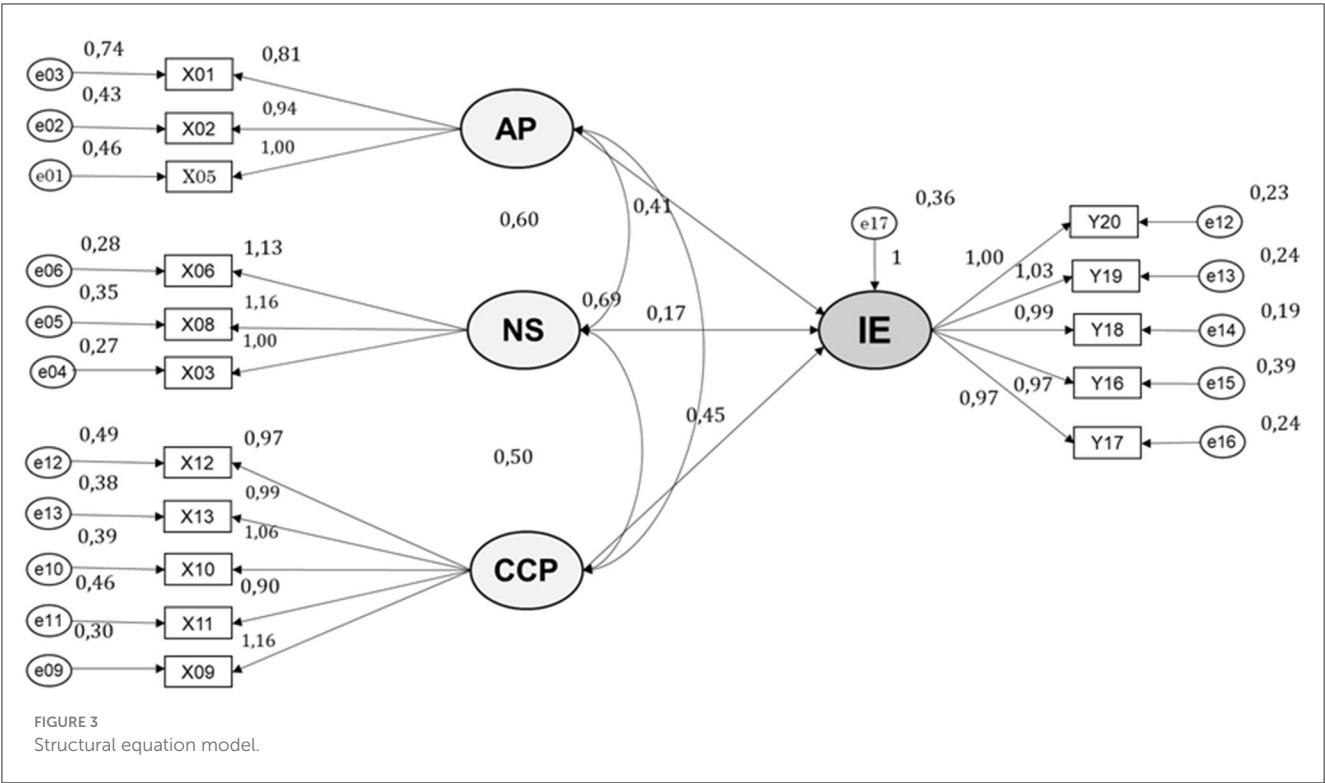 0,74
0,81
e03
X01
0,43
0,94
e02
X02
AP
0,46
1,00
e01
X05
0,60
0,41
0,36
0,23
e17
1,00
Y20
e12
0,28
1,13
1
1,03
0,24
e06
X06
Y19
e13
0,35
1,16
0,69
0,17
0,99
0,19
e05
X08
NS
IE
Y18
e14
0,27
1,00
0,39
e04
X03
0,97
0,97
Y16
e15
0,45
0,24
Y17
e16
0,49
0,97
0,50
e12
X12
0,38
0,99
e13
X13
0,39
1,06
e10
X10
CCP
0,46
0,90
e11
X11
0,30
1,16
e09
X09
FIGURE 3
Structural equation model.